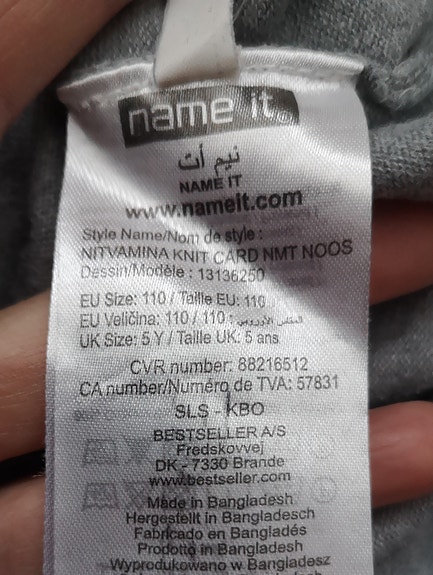 name it
نيم أت
NAME IT
www.nameit.com
Style Name/Nom de style :
NITVAMINA KNIT CARD NMT NOOS
Dessin/Modèle : 13136250
EU Size: 110 / Taille EU: 110
EU Veličina: 110 / 110 :
UK Size: 5 Y / Taille UK: 5 ans
CVR number: 88216512
CA number/Numéro de TVA: 57831
SLS - KBO
BESTSELLER A/S
Fredskovvej
DK - 7330 Brande
www.bestseller.com
Made in Bangladesh
Hergestellt in Bangladesch
Fabricado en Bangladés
Prodotto in Bangladesh
Wyprodukowano w Bangladesz